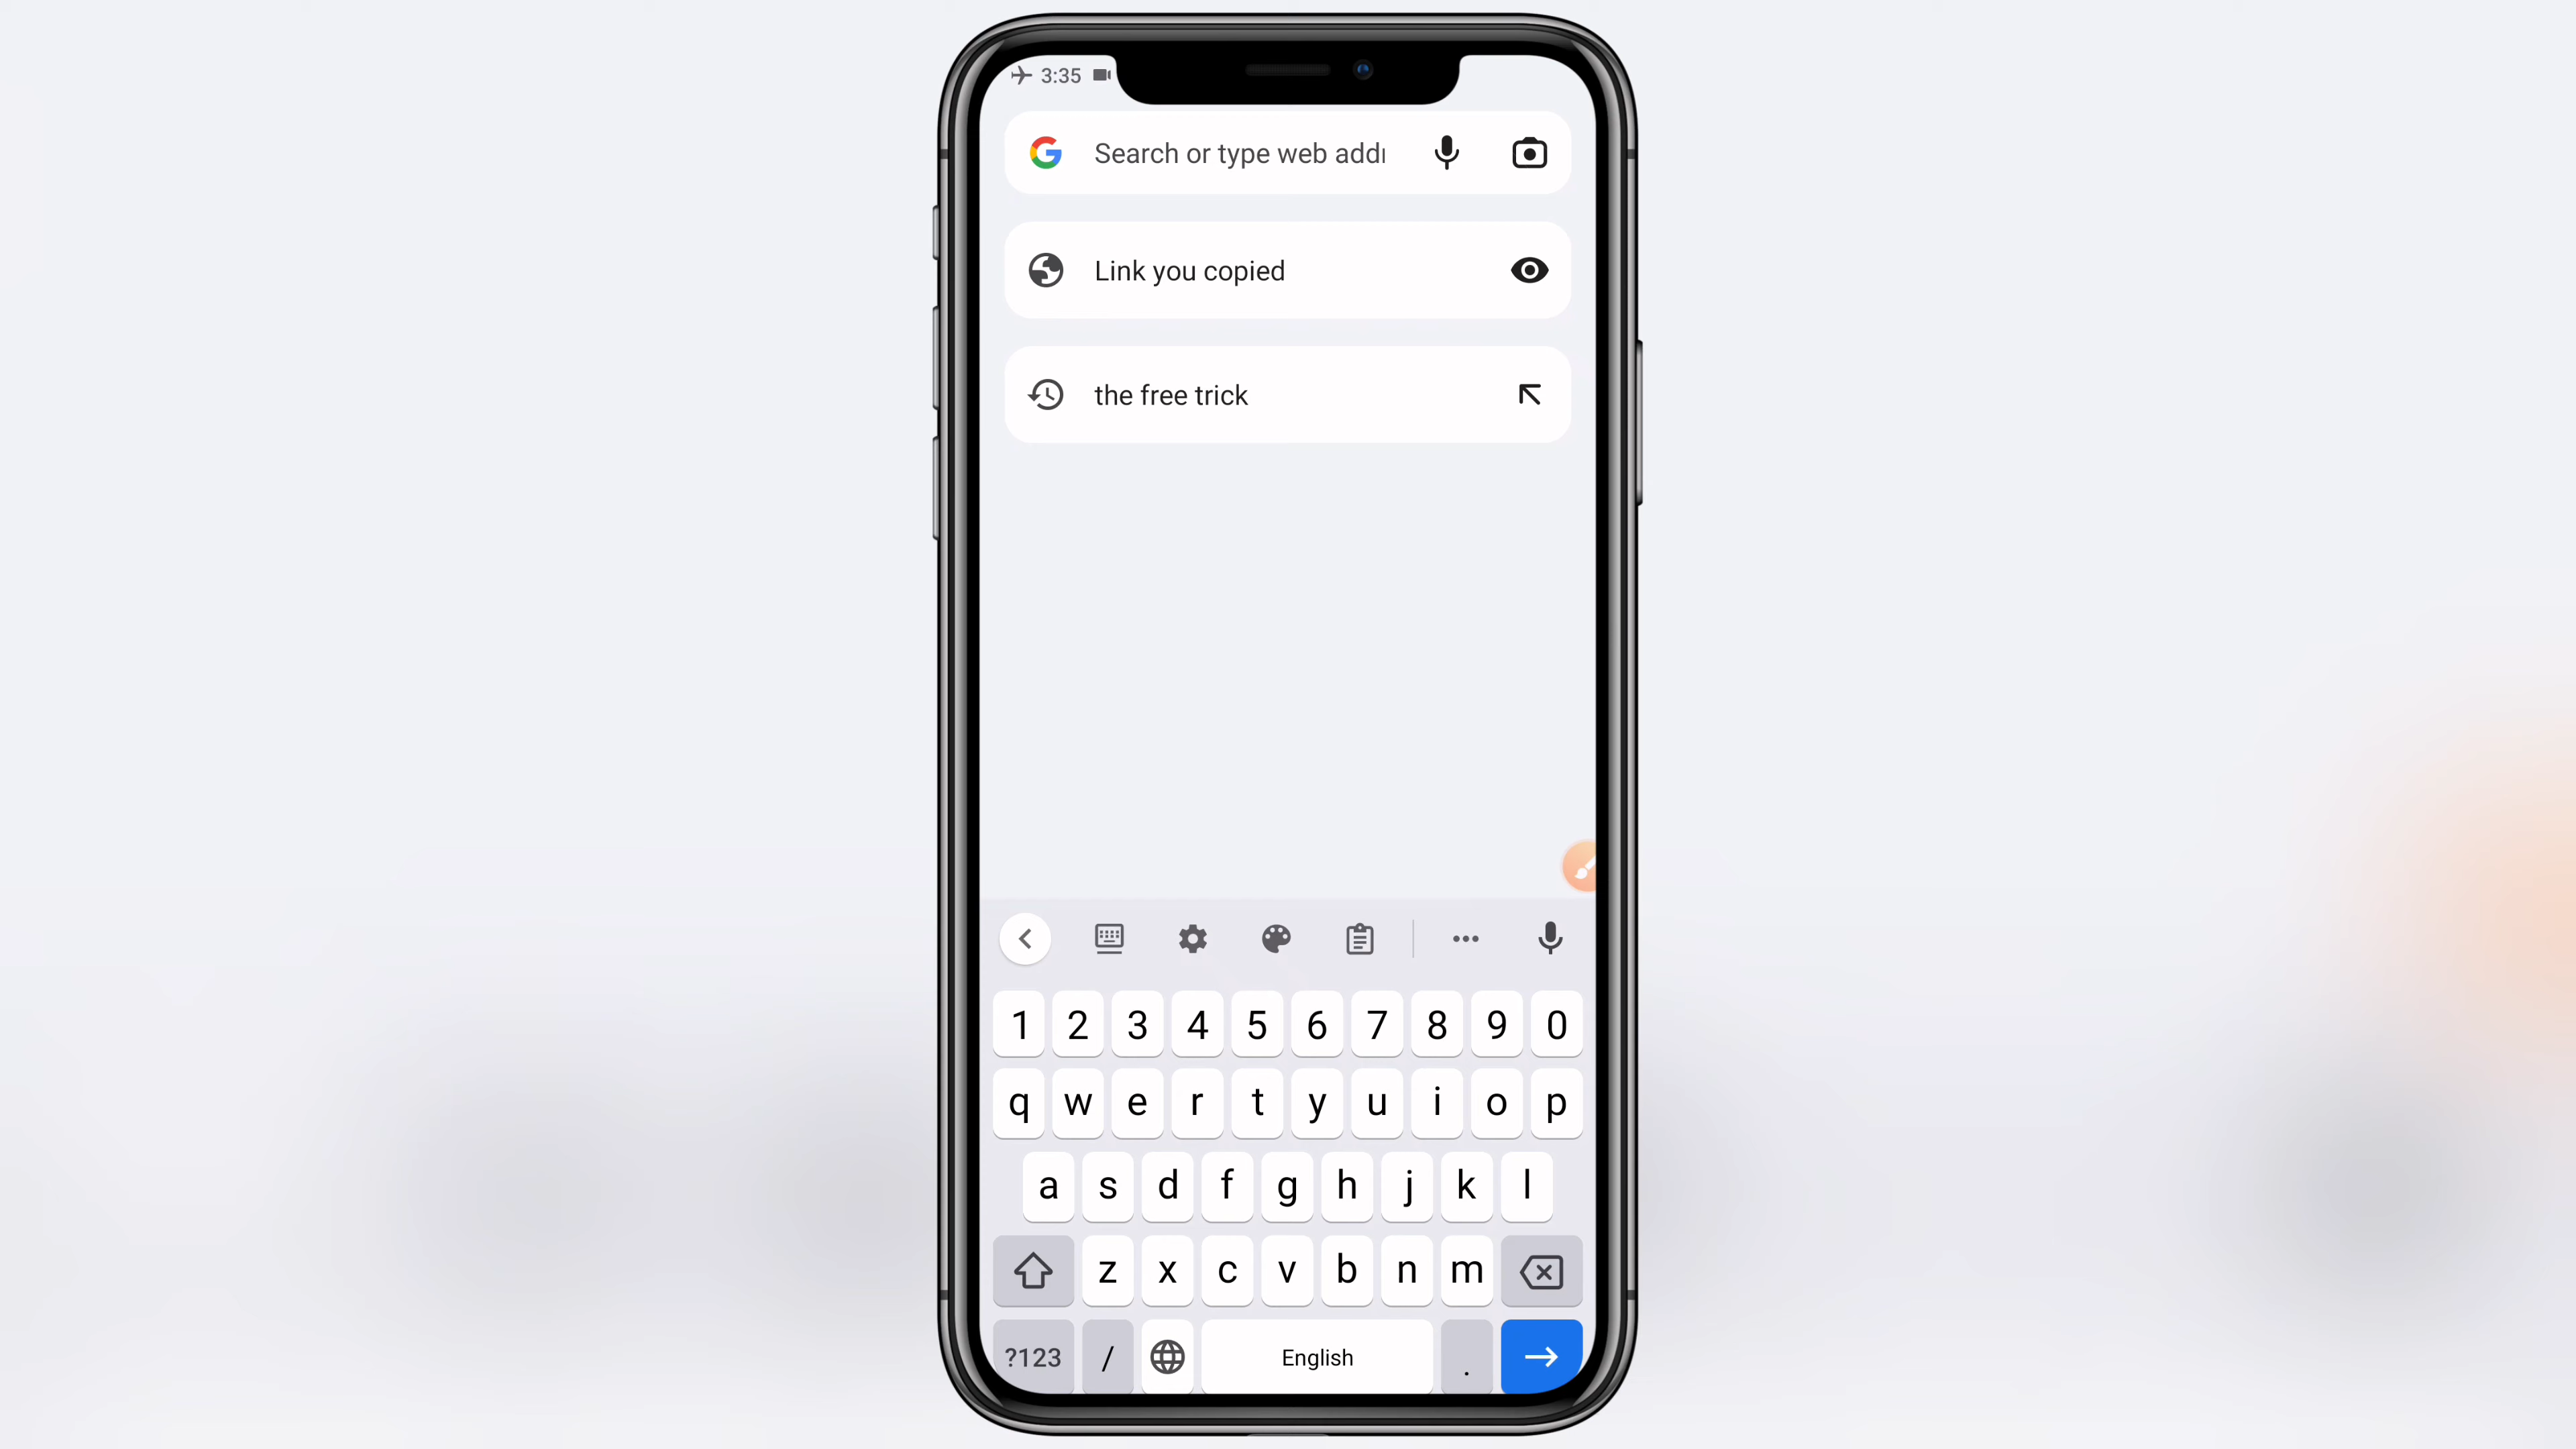 3:35
Search or type web add
Link you copied
the free trick
1 2 3 4 5 6 7 8 9 0
q w e r t y u i o p
a s d f g h j k l
z x c v b n m
?123 / English .